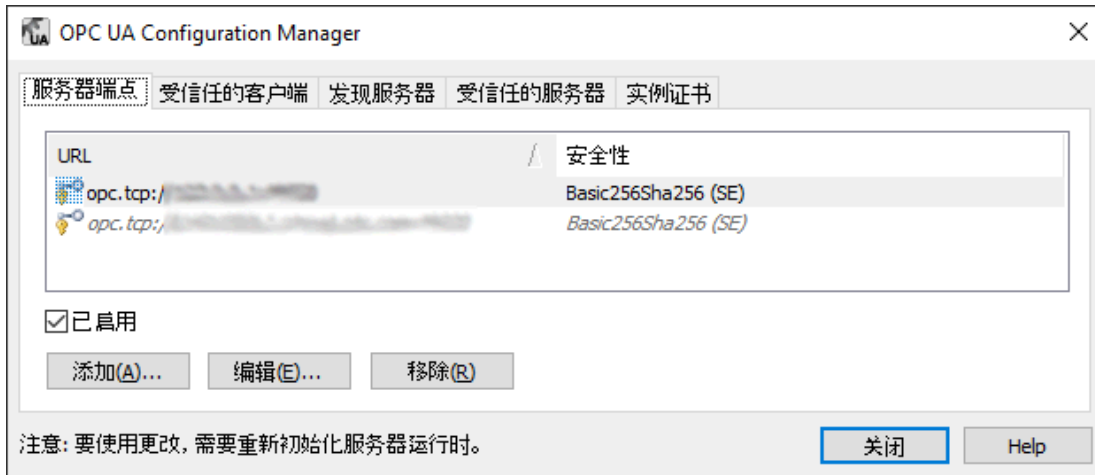 OPC UA Configuration Manager
服务器端点 受信任的客户端 发现服务器 受信任的服务器 实例证书
URL 安全性
opc.tcp:/ Basic256Sha256 (SE)
opc.tcp:/ Basic256Sha256 (SE)
已启用
添加(A)... 编辑(E)... 移除(R)
注意: 要使用更改, 需要重新初始化服务器运行时。
关闭 Help